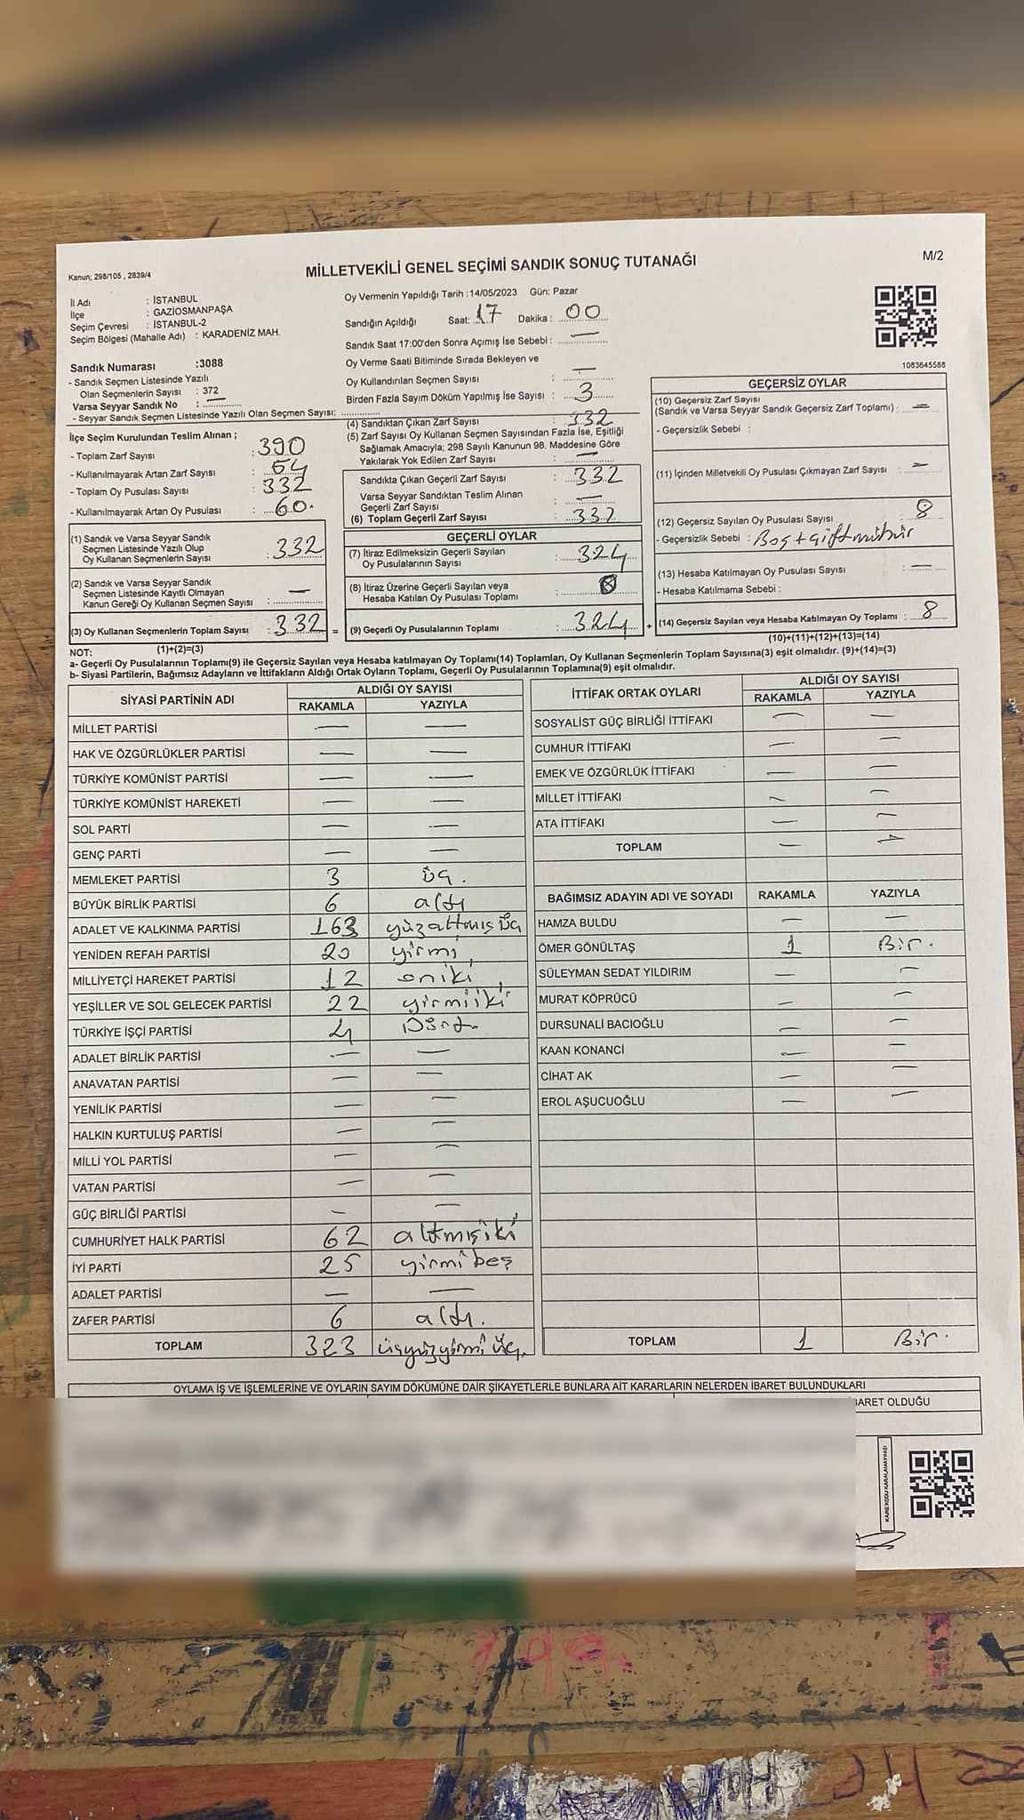 Kanun; 298/105 , 2839/4
MİLLETVEKİLİ GENEL SEÇİMİ SANDIK SONUÇ TUTANAĞI
M/2
İl Adı : İSTANBUL
İlçe : GAZİOSMANPAŞA
Seçim Çevresi : İSTANBUL-2
Seçim Bölgesi (Mahalle Adı) : KARADENİZ MAH.
Oy Vermenin Yapıldığı Tarih :14/05/2023 Gün: Pazar
Sandığın Açıldığı Saat: 17 Dakika : 00
Sandık Saat 17:00'den Sonra Açımış İse Sebebi : —
Oy Verme Saati Bitiminde Sırada Bekleyen ve
Oy Kullandırılan Seçmen Sayısı : —
Birden Fazla Sayım Döküm Yapılmış İse Sayısı : 3
1083645588
Sandık Numarası :3088
- Sandık Seçmen Listesinde Yazılı
Olan Seçmenlerin Sayısı : 372
Varsa Seyyar Sandık No : —
- Seyyar Sandık Seçmen Listesinde Yazılı Olan Seçmen Sayısı:
İlçe Seçim Kurulundan Teslim Alınan ;
- Toplam Zarf Sayısı : 390
- Kullanılmayarak Artan Zarf Sayısı : 64
- Toplam Oy Pusulası Sayısı : 332
- Kullanılmayarak Artan Oy Pusulası : 60.
(1) Sandık ve Varsa Seyyar Sandık
Seçmen Listesinde Yazılı Olup
Oy Kullanan Seçmenlerin Sayısı : 332
(2) Sandık ve Varsa Seyyar Sandık
Seçmen Listesinde Kayıtlı Olmayan
Kanun Gereği Oy Kullanan Seçmen Sayısı : —
(3) Oy Kullanan Seçmenlerin Toplam Sayısı : 332 =
(1)+(2)=(3)
(4) Sandıktan Çıkan Zarf Sayısı : 332
(5) Zarf Sayısı Oy Kullanan Seçmen Sayısından Fazla İse, Eşitliği
Sağlamak Amacıyla; 298 Sayılı Kanunun 98. Maddesine Göre
Yakılarak Yok Edilen Zarf Sayısı : —
Sandıkta Çıkan Geçerli Zarf Sayısı : 332
Varsa Seyyar Sandıktan Teslim Alınan
Geçerli Zarf Sayısı : —
(6) Toplam Geçerli Zarf Sayısı : 332
GEÇERLİ OYLAR
(7) İtiraz Edilmeksizin Geçerli Sayılan
Oy Pusulalarının Sayısı : 324
(8) İtiraz Üzerine Geçerli Sayılan veya
Hesaba Katılan Oy Pusulası Toplamı :
(9) Geçerli Oy Pusulalarının Toplamı : 324 +
GEÇERSİZ OYLAR
(10) Geçersiz Zarf Sayısı
(Sandık ve Varsa Seyyar Sandık Geçersiz Zarf Toplamı) : —
- Geçersizlik Sebebi :
(11) İçinden Milletvekili Oy Pusulası Çıkmayan Zarf Sayısı : —
(12) Geçersiz Sayılan Oy Pusulası Sayısı : 8
- Geçersizlik Sebebi : Boş+çift mühür
(13) Hesaba Katılmayan Oy Pusulası Sayısı : —
- Hesaba Katılmama Sebebi :
(14) Geçersiz Sayılan veya Hesaba Katılmayan Oy Toplamı : 8
(10)+(11)+(12)+(13)=(14)
NOT:
a- Geçerli Oy Pusulalarının Toplamı(9) ile Geçersiz Sayılan veya Hesaba katılmayan Oy Toplamı(14) Toplamları, Oy Kullanan Seçmenlerin Toplam Sayısına(3) eşit olmalıdır. (9)+(14)=(3)
b- Siyasi Partilerin, Bağımsız Adayların ve İttifakların Aldığı Ortak Oyların Toplamı, Geçerli Oy Pusulalarının Toplamına(9) eşit olmalıdır.
SİYASİ PARTİNİN ADI ALDIĞI OY SAYISI
RAKAMLA YAZIYLA
MİLLET PARTİSİ — —
HAK VE ÖZGÜRLÜKLER PARTİSİ — —
TÜRKİYE KOMÜNİST PARTİSİ — —
TÜRKİYE KOMÜNİST HAREKETİ — —
SOL PARTİ — —
GENÇ PARTİ — —
MEMLEKET PARTİSİ 3 üç.
BÜYÜK BİRLİK PARTİSİ 6 altı
ADALET VE KALKINMA PARTİSİ 163 yüzaltmış üç
YENİDEN REFAH PARTİSİ 20 yirmi
MİLLİYETÇİ HAREKET PARTİSİ 12 oniki
YEŞİLLER VE SOL GELECEK PARTİSİ 22 yirmiiki
TÜRKİYE İŞÇİ PARTİSİ 4 Dört
ADALET BİRLİK PARTİSİ — —
ANAVATAN PARTİSİ — —
YENİLİK PARTİSİ — —
HALKIN KURTULUŞ PARTİSİ — —
MİLLİ YOL PARTİSİ — —
VATAN PARTİSİ — —
GÜÇ BİRLİĞİ PARTİSİ — —
CUMHURİYET HALK PARTİSİ 62 altmışiki
İYİ PARTİ 25 yirmi beş
ADALET PARTİSİ — —
ZAFER PARTİSİ 6 altı.
TOPLAM 323 üçyüzyirmi üç.
İTTİFAK ORTAK OYLARI ALDIĞI OY SAYISI
RAKAMLA YAZIYLA
SOSYALİST GÜÇ BİRLİĞİ İTTİFAKI — —
CUMHUR İTTİFAKI — —
EMEK VE ÖZGÜRLÜK İTTİFAKI — —
MİLLET İTTİFAKI — —
ATA İTTİFAKI — —
TOPLAM — —
BAĞIMSIZ ADAYIN ADI VE SOYADI RAKAMLA YAZIYLA
HAMZA BULDU — —
ÖMER GÖNÜLTAŞ 1 Bir.
SÜLEYMAN SEDAT YILDIRIM — —
MURAT KÖPRÜCÜ — —
DURSUNALİ BACIOĞLU — —
KAAN KONANCİ — —
CİHAT AK — —
EROL AŞUCUOĞLU — —
TOPLAM 1 Bir.
OYLAMA İŞ VE İŞLEMLERİNE VE OYLARIN SAYIM DÖKÜMÜNE DAİR ŞİKAYETLERLE BUNLARA AİT KARARLARIN NELERDEN İBARET BULUNDUKLARI
BARET OLDUĞU